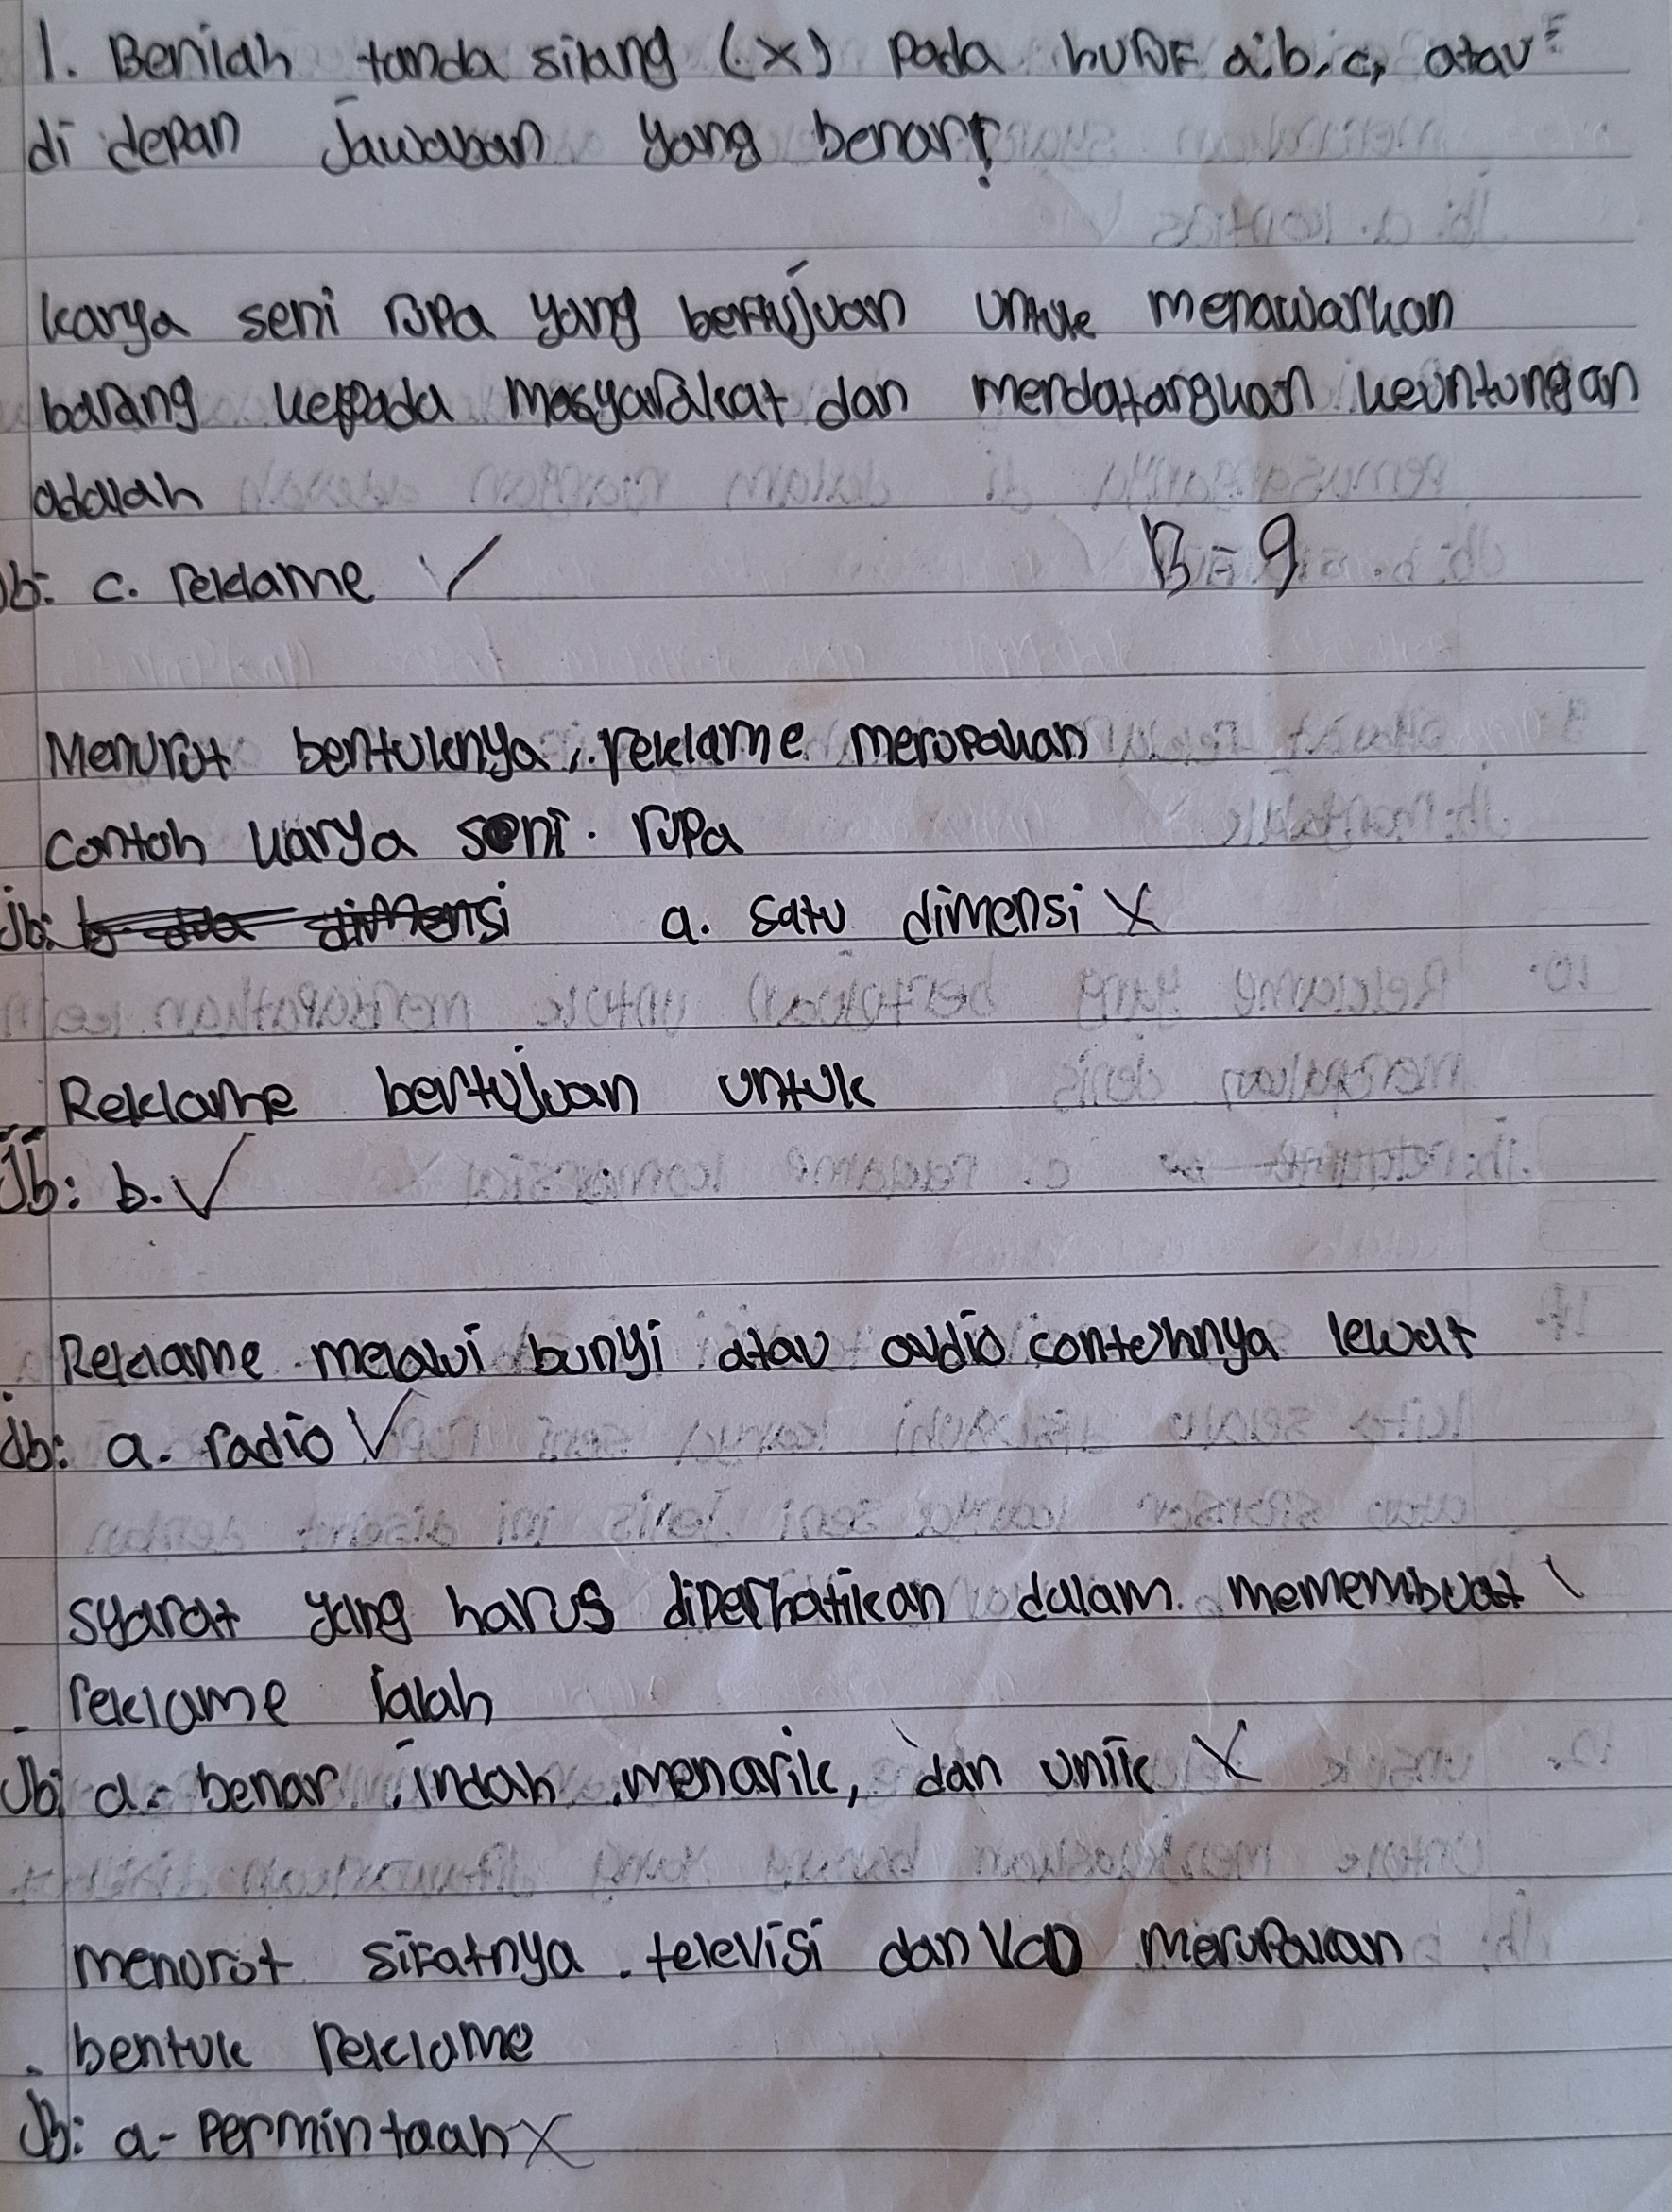 1. Berilah tanda silang (X) pada huruf a, b, c, atau
di depan Jawaban yang benar!
karya seni rupa yang bertujuan untuk menawarkan
barang kepada masyarakat dan mendatangkan keuntungan
adalah
Jb: c. reklame ✓
B = 9
Menurut bentuknya, reklame merupakan
contoh karya seni. rupa
Jb: b dua dimensi a. satu dimensi X
Reklame bertujuan untuk
Jb: b. ✓
Reklame melalui bunyi atau audio contohnya lewat
Jb: a. radio ✓
syarat yang harus diperhatikan dalam memembuat
reklame ialah
Jb: a. benar, indah, menarik, dan unik X
menurut sifatnya. televisi dan VCD merupakan
bentuk reklame
Jb: a- permintaan X